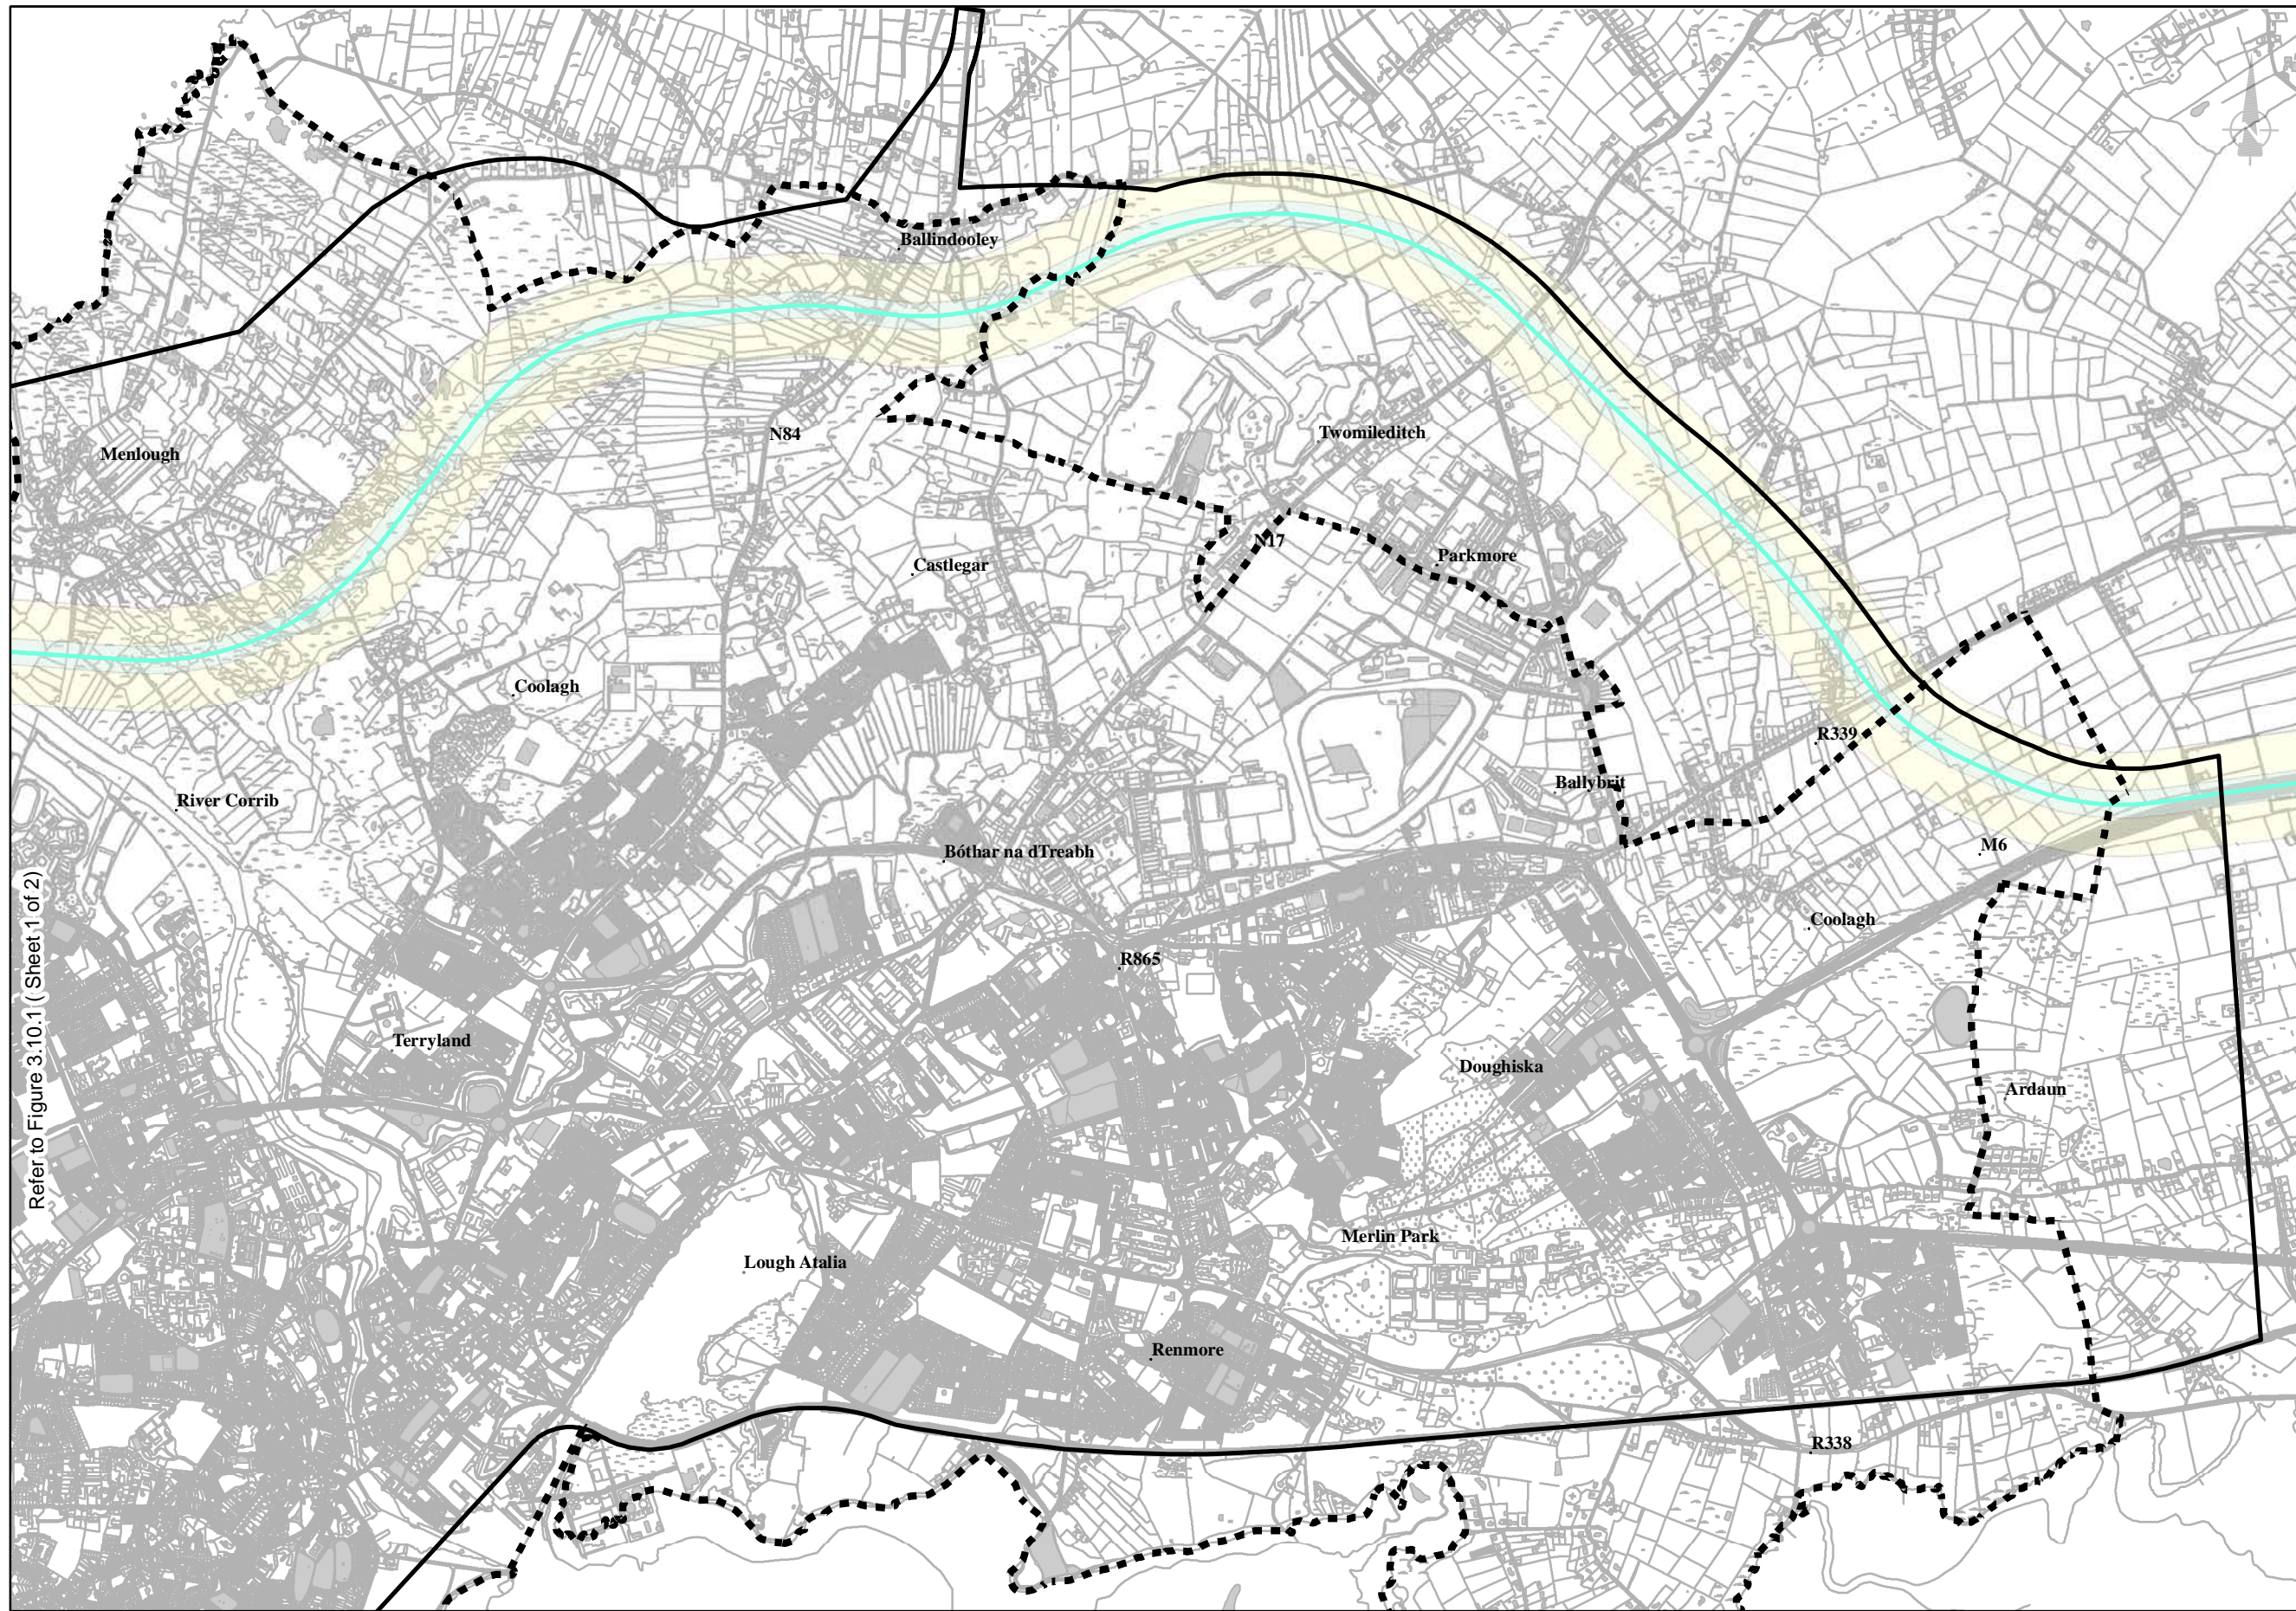 Ballindooley
N84
Twomileditch
Menlough
N17
Parkmore
Castlegar
Coolagh
R339
Ballybrit
River Corrib
Bóthar na dTreabh
M6
Coolagh
R865
Refer to Figure 3.10.1 ( Sheet 1 of 2)
Terryland
Doughiska
Ardaun
Merlin Park
Lough Atalia
Renmore
R338